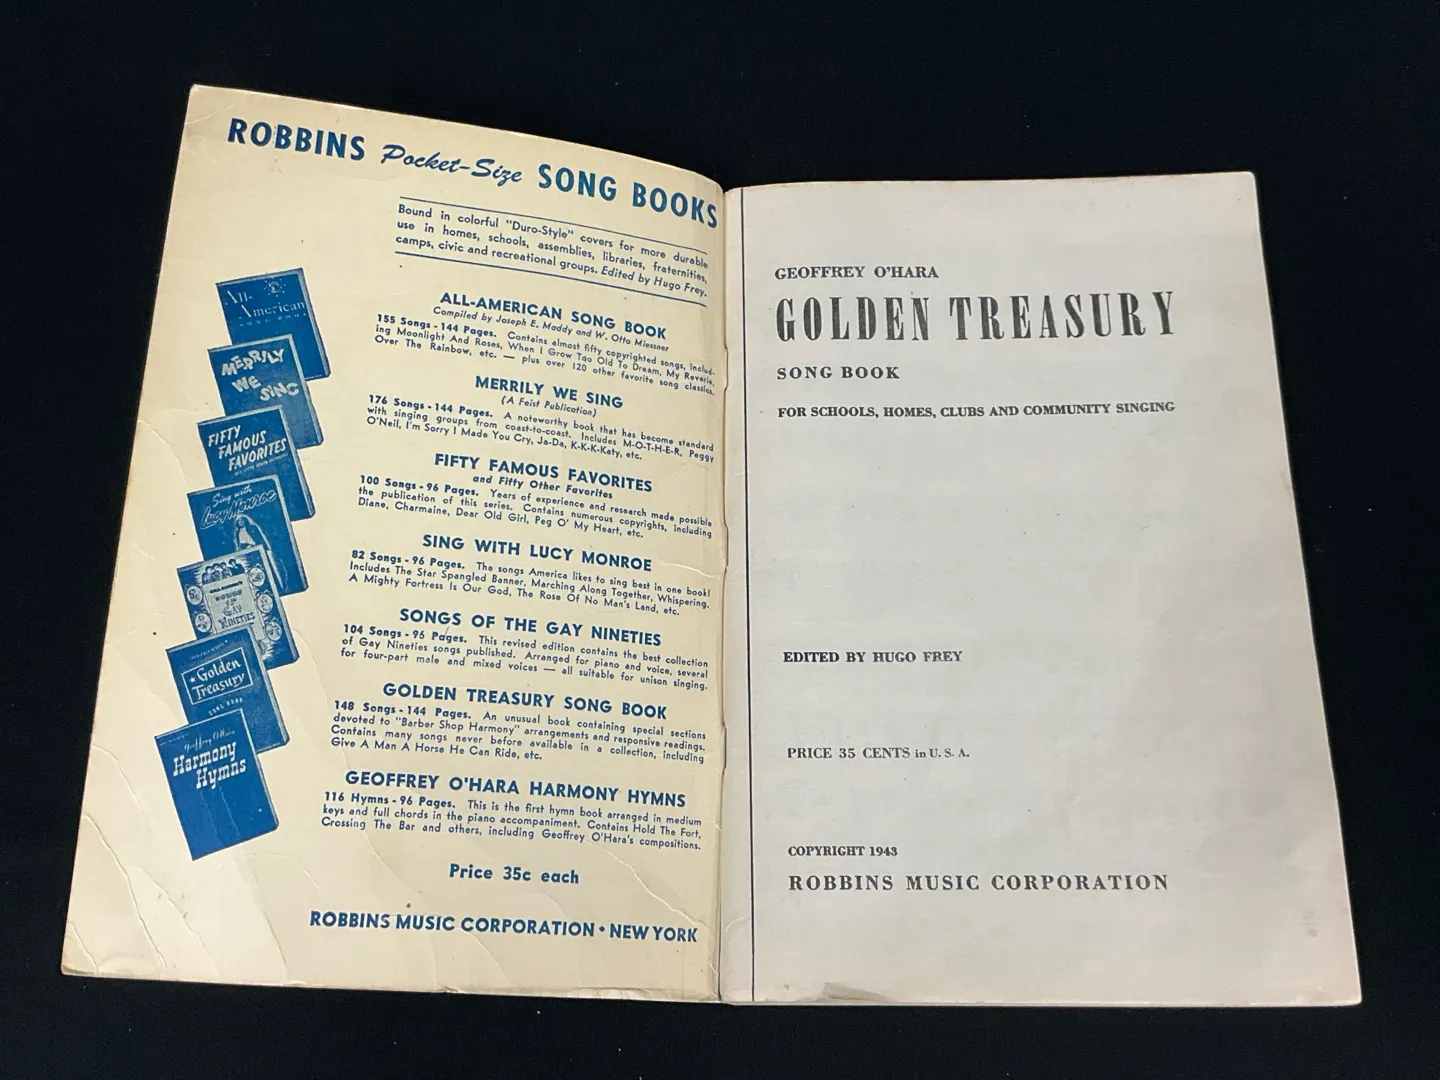 ROBBINS Pocket-Size SONG BOOKS
Bound in colorful "Duro-Style" covers for more durable
use in homes, schools, assemblies, libraries, fraternities,
camps, civic and recreational groups. Edited by Hugo Frey.
ALL-AMERICAN SONG BOOK
Compiled by Joseph E. Maddy and W. Otto Miessner
155 Songs - 144 Pages. Contains almost fifty copyrighted songs, includ-
ing Moonlight And Roses, When I Grow Too Old To Dream, My Reverie,
Over The Rainbow, etc. — plus over 120 other favorite song classics.
MERRILY WE SING
(A Feist Publication)
176 Songs - 144 Pages. A noteworthy book that has become standard
with singing groups from coast-to-coast. Includes M-O-T-H-E-R, Peggy
O'Neil, I'm Sorry I Made You Cry, Ja-Da, K-K-K-Katy, etc.
FIFTY FAMOUS FAVORITES
and Fifty Other Favorites
100 Songs - 96 Pages. Years of experience and research made possible
the publication of this series. Contains numerous copyrights, including
Diane, Charmaine, Dear Old Girl, Peg O' My Heart, etc.
SING WITH LUCY MONROE
82 Songs - 96 Pages. The songs America likes to sing best in one book!
Includes The Star Spangled Banner, Marching Along Together, Whispering,
A Mighty Fortress Is Our God, The Rose Of No Man's Land, etc.
SONGS OF THE GAY NINETIES
104 Songs - 96 Pages. This revised edition contains the best collection
of Gay Nineties songs published. Arranged for piano and voice, several
for four-part male and mixed voices — all suitable for unison singing.
GOLDEN TREASURY SONG BOOK
148 Songs - 144 Pages. An unusual book containing special sections
devoted to "Barber Shop Harmony" arrangements and responsive readings.
Contains many songs never before available in a collection, including
Give A Man A Horse He Can Ride, etc.
GEOFFREY O'HARA HARMONY HYMNS
116 Hymns - 96 Pages. This is the first hymn book arranged in medium
keys and full chords in the piano accompaniment. Contains Hold The Fort,
Crossing The Bar and others, including Geoffrey O'Hara's compositions.
Price 35c each
ROBBINS MUSIC CORPORATION • NEW YORK
All-
American
SONG BOOK
MERRILY
WE
SING
FIFTY
FAMOUS
FAVORITES
Sing with
Lucy Monroe
SONGS
GAY
NINETIES
Golden
Treasury
SONG BOOK
Geoffrey O'Hara
Harmony
Hymns
GEOFFREY O'HARA
GOLDEN TREASURY
SONG BOOK
FOR SCHOOLS, HOMES, CLUBS AND COMMUNITY SINGING
EDITED BY HUGO FREY
PRICE 35 CENTS in U. S. A.
COPYRIGHT 1943
ROBBINS MUSIC CORPORATION